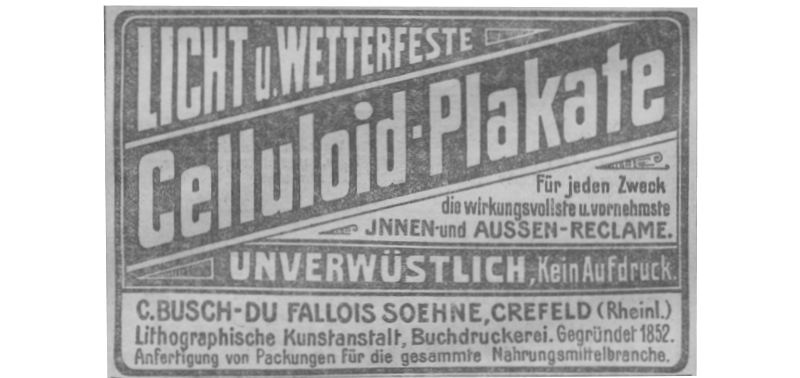 LICHT u. WETTERFESTE
Celluloid-Plakate
Für jeden Zweck
die wirkungsvollste u. vornehmste
JNNEN- und AUSSEN-RECLAME.
UNVERWÜSTLICH, Kein Aufdruck.
C. BUSCH-DU FALLOIS SOEHNE, CREFELD (Rheinl.)
Lithographische Kunstanstalt, Buchdruckerei. Gegründet 1852.
Anfertigung von Packungen für die gesammte Nahrungsmittelbranche.